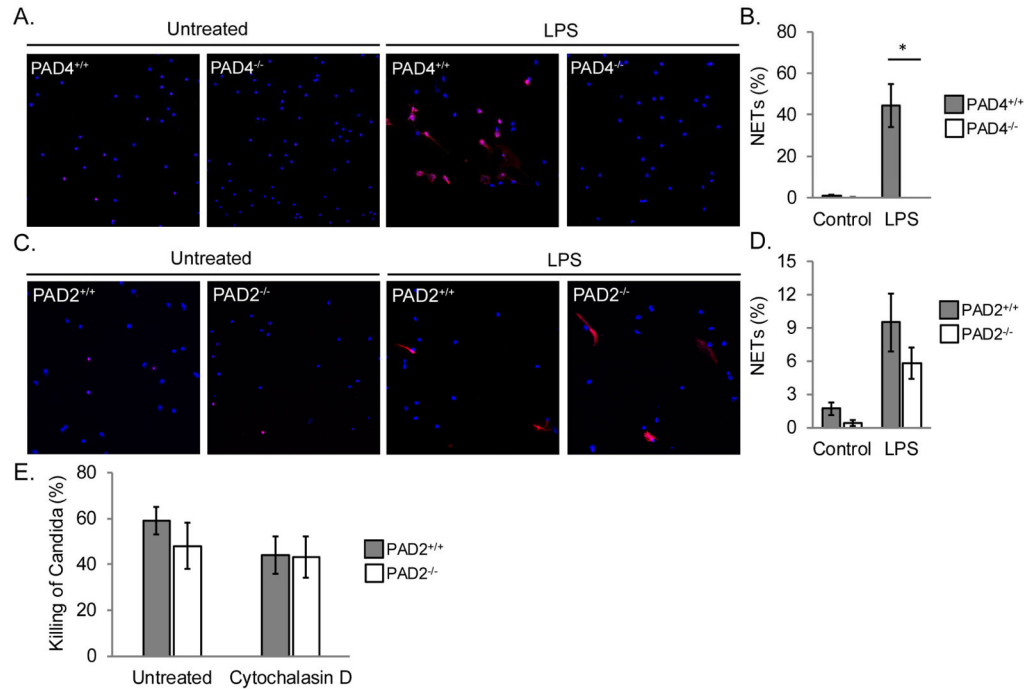 A.
Untreated
LPS
PAD4+/+
PAD4-/-
PAD4+/+
PAD4-/-
B.
NETs (%)
80
60
40
20
0
*
Control
LPS
PAD4+/+
PAD4-/-
C.
Untreated
LPS
PAD2+/+
PAD2-/-
PAD2+/+
PAD2-/-
D.
NETs (%)
15
12
9
6
3
0
Control
LPS
PAD2+/+
PAD2-/-
E.
Killing of Candida (%)
80
60
40
20
0
Untreated
Cytochalasin D
PAD2+/+
PAD2-/-